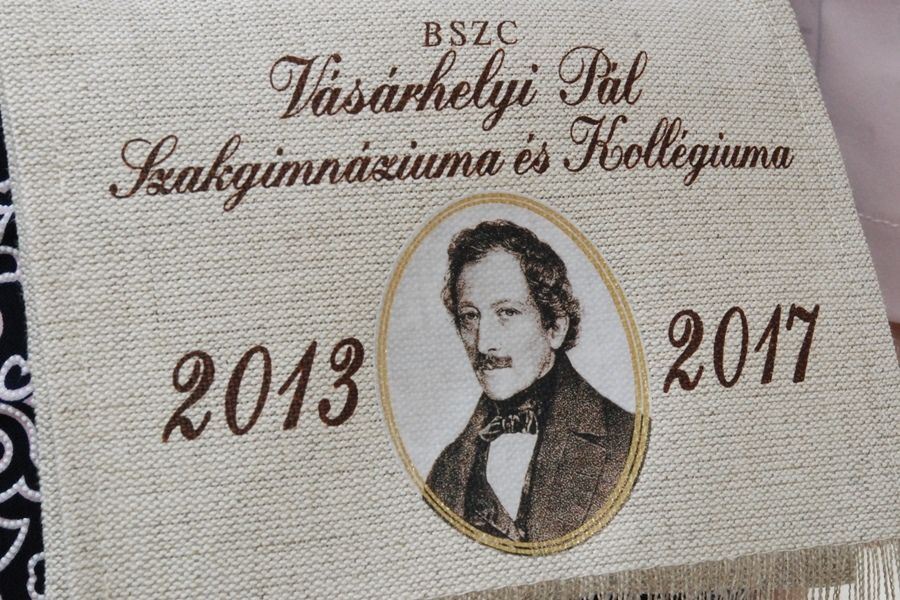 BSZC
Vásárhelyi Pál
Szakgimnáziuma és Kollégiuma
2013 2017